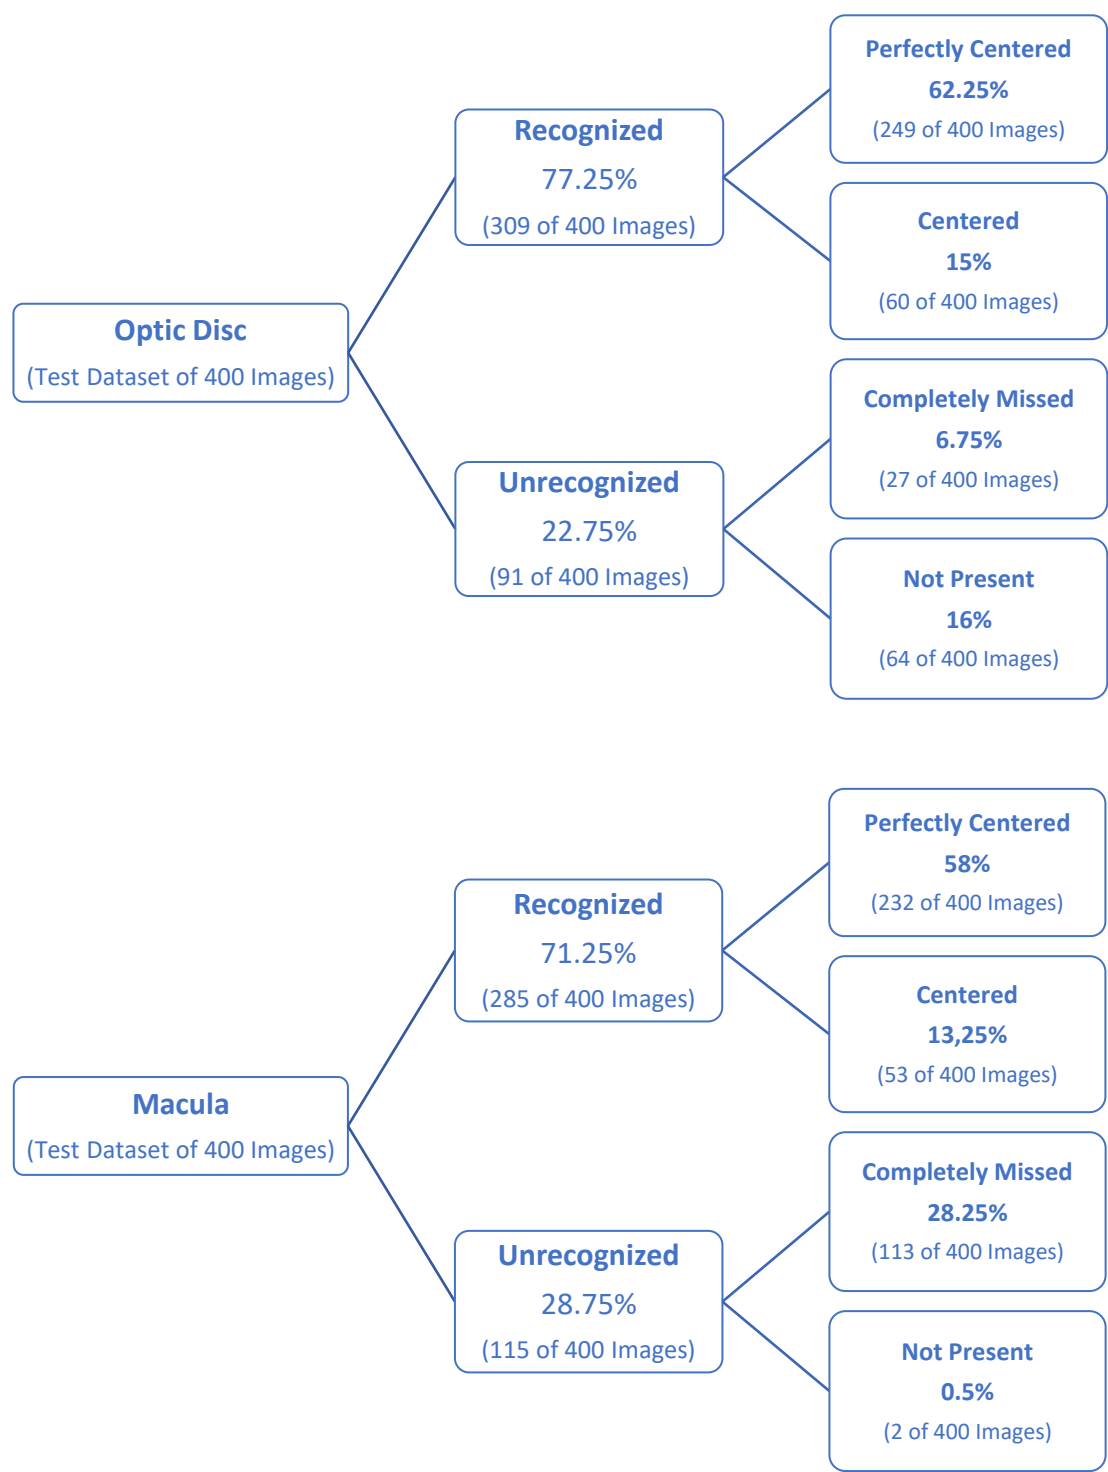 Optic Disc
(Test Dataset of 400 Images)
Recognized
77.25%
(309 of 400 Images)
Perfectly Centered
62.25%
(249 of 400 Images)
Centered
15%
(60 of 400 Images)
Unrecognized
22.75%
(91 of 400 Images)
Completely Missed
6.75%
(27 of 400 Images)
Not Present
16%
(64 of 400 Images)
Macula
(Test Dataset of 400 Images)
Recognized
71.25%
(285 of 400 Images)
Perfectly Centered
58%
(232 of 400 Images)
Centered
13,25%
(53 of 400 Images)
Unrecognized
28.75%
(115 of 400 Images)
Completely Missed
28.25%
(113 of 400 Images)
Not Present
0.5%
(2 of 400 Images)